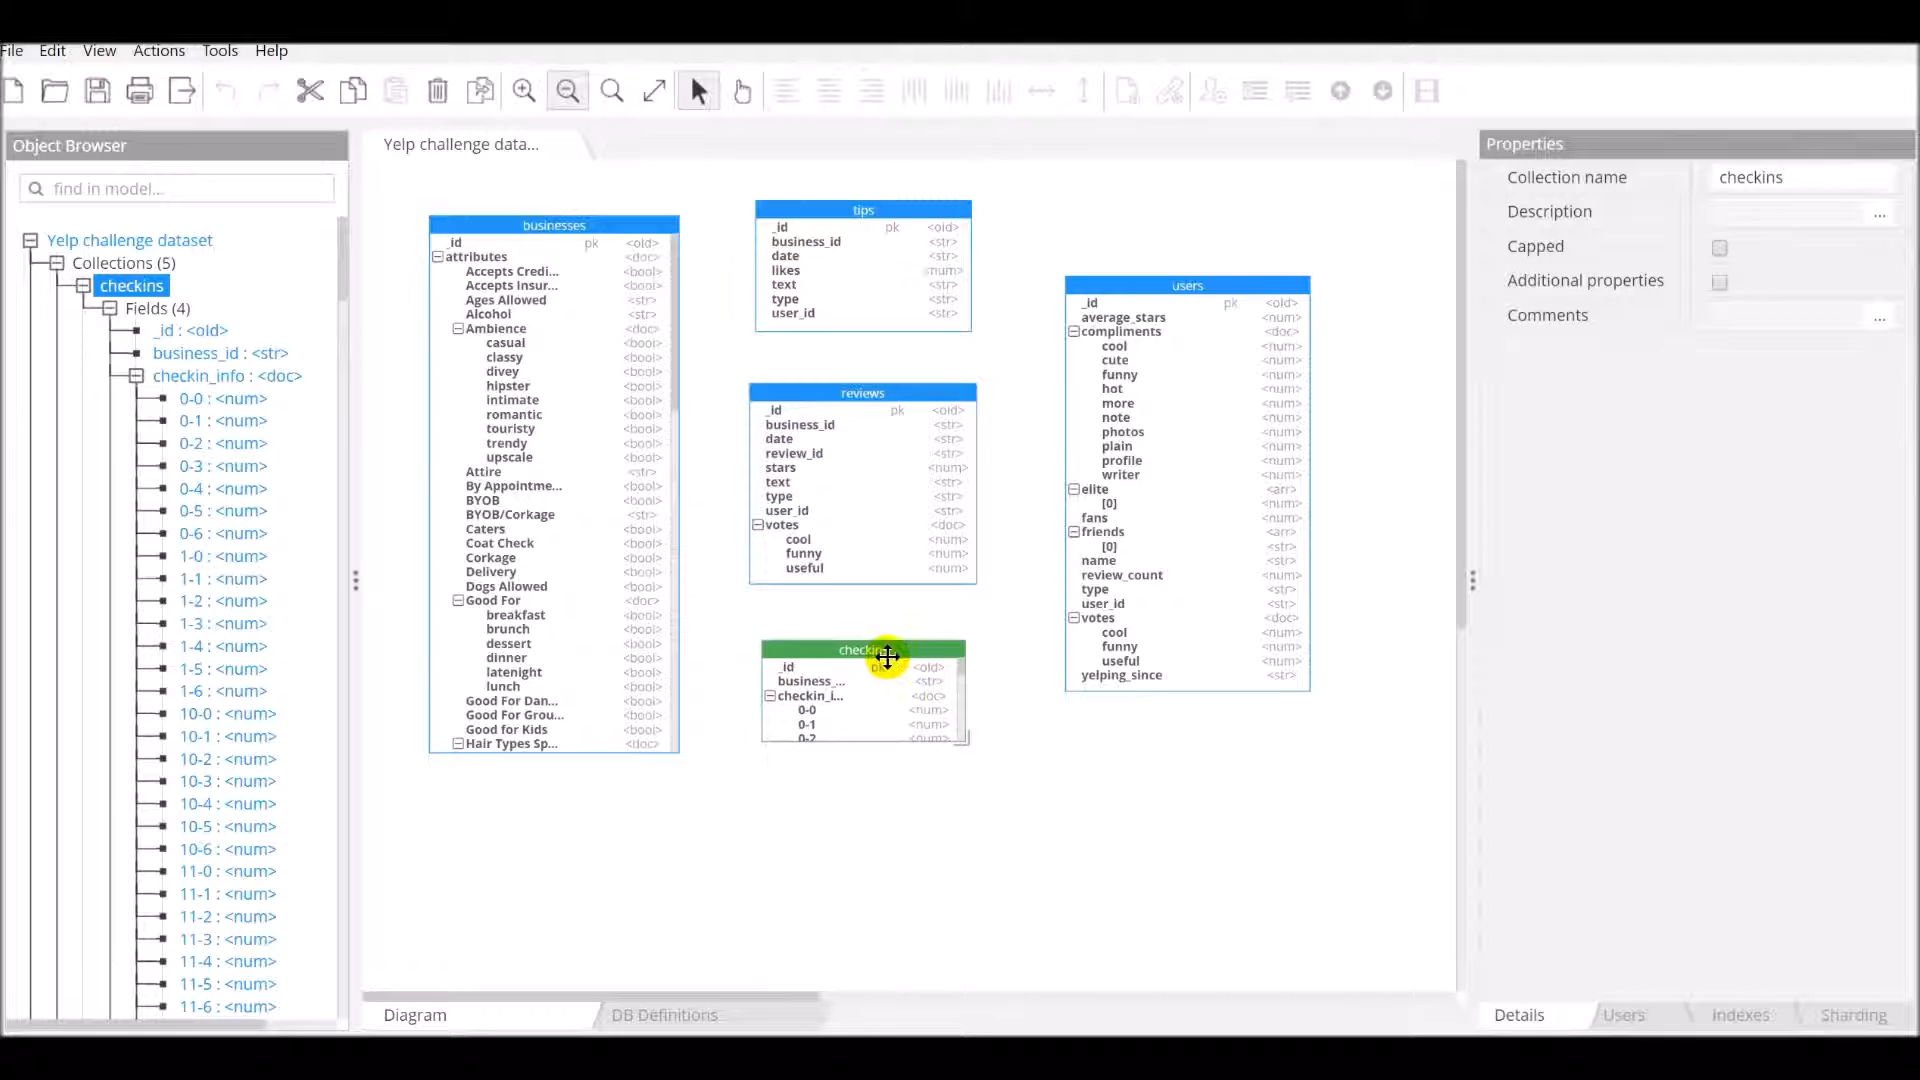 File Edit View Actions Tools Help
Object Browser
find in model...
Yelp challenge dataset
Collections (5)
checkins
Fields (4)
_id : <oId>
business_id : <str>
checkin_info : <doc>
0-0 : <num>
0-1 : <num>
0-2 : <num>
0-3 : <num>
0-4 : <num>
0-5 : <num>
0-6 : <num>
1-0 : <num>
1-1 : <num>
1-2 : <num>
1-3 : <num>
1-4 : <num>
1-5 : <num>
1-6 : <num>
10-0 : <num>
10-1 : <num>
10-2 : <num>
10-3 : <num>
10-4 : <num>
10-5 : <num>
10-6 : <num>
11-0 : <num>
11-1 : <num>
11-2 : <num>
11-3 : <num>
11-4 : <num>
11-5 : <num>
11-6 : <num>
Yelp challenge data...
businesses
_id pk <oId>
attributes <doc>
Accepts Credi... <bool>
Accepts Insur... <bool>
Ages Allowed <str>
Alcohol <str>
Ambience <doc>
casual <bool>
classy <bool>
divey <bool>
hipster <bool>
intimate <bool>
romantic <bool>
touristy <bool>
trendy <bool>
upscale <bool>
Attire <str>
By Appointme... <bool>
BYOB <bool>
BYOB/Corkage <str>
Caters <bool>
Coat Check <bool>
Corkage <bool>
Delivery <bool>
Dogs Allowed <bool>
Good For <doc>
breakfast <bool>
brunch <bool>
dessert <bool>
dinner <bool>
latenight <bool>
lunch <bool>
Good For Dan... <bool>
Good For Grou... <bool>
Good for Kids <bool>
Hair Types Sp... <doc>
tips
_id pk <oId>
business_id <str>
date <str>
likes <num>
text <str>
type <str>
user_id <str>
reviews
_id pk <oId>
business_id <str>
date <str>
review_id <str>
stars <num>
text <str>
type <str>
user_id <str>
votes <doc>
cool <num>
funny <num>
useful <num>
_id <oId>
business_... <str>
checkin_i... <doc>
0-0 <num>
0-1 <num>
0-2 <num>
users
_id pk <oId>
average_stars <num>
compliments <doc>
cool <num>
cute <num>
funny <num>
hot <num>
more <num>
note <num>
photos <num>
plain <num>
profile <num>
writer <num>
elite <arr>
[0] <num>
fans <num>
friends <arr>
[0] <str>
name <str>
review_count <num>
type <str>
user_id <str>
votes <doc>
cool <num>
funny <num>
useful <num>
yelping_since <str>
Diagram DB Definitions
Properties
Collection name checkins
Description ...
Capped
Additional properties
Comments ...
Details Users Indexes Sharding